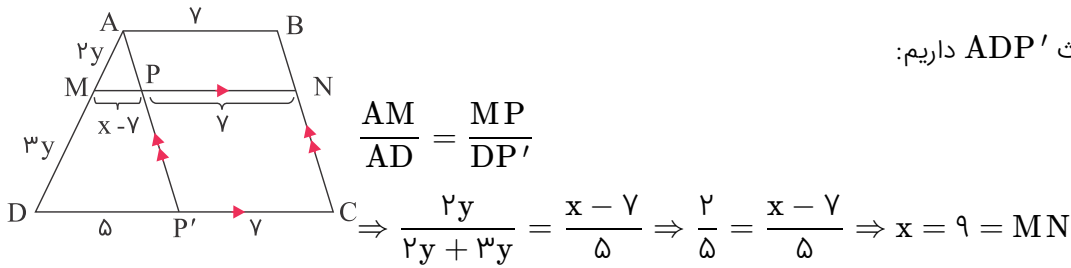 ث ADP′ داریم:
A ۷ B
۲y
M P N
x -۷ ۷
۳y
D ۵ P′ ۷ C
AM/AD = MP/DP′
⇒ ۲y/(۲y + ۳y) = (x − ۷)/۵ ⇒ ۲/۵ = (x − ۷)/۵ ⇒ x = ۹ = MN